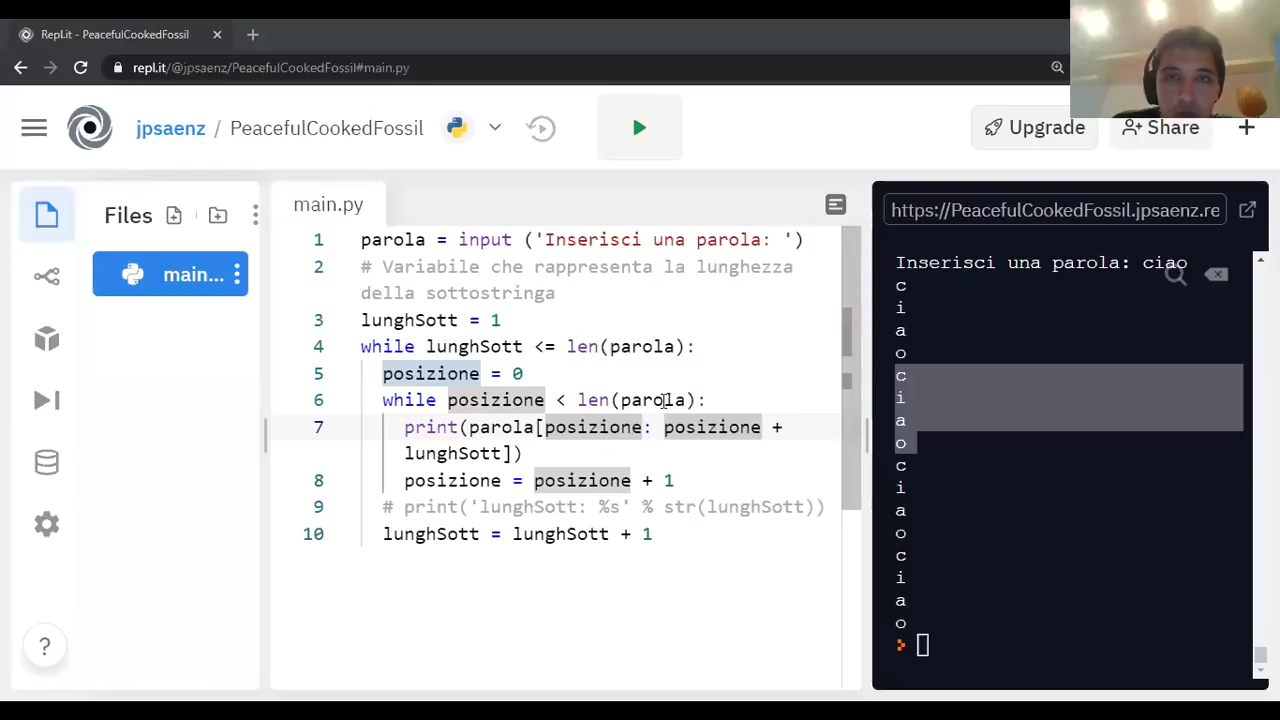 Repl.it - PeacefulCookedFossil
repl.it/@jpsaenz/PeacefulCookedFossil#main.py
jpsaenz / PeacefulCookedFossil
Upgrade
Share
Files
main...
main.py
1 parola = input ('Inserisci una parola: ')
2 # Variabile che rappresenta la lunghezza
della sottostringa
3 lunghSott = 1
4 while lunghSott <= len(parola):
5 posizione = 0
6 while posizione < len(parola):
7 print(parola[posizione: posizione +
lunghSott])
8 posizione = posizione + 1
9 # print('lunghSott: %s' % str(lunghSott))
10 lunghSott = lunghSott + 1
?
https://PeacefulCookedFossil.jpsaenz.re
Inserisci una parola: ciao
c
i
a
o
c
i
a
o
c
i
a
o
c
i
a
o